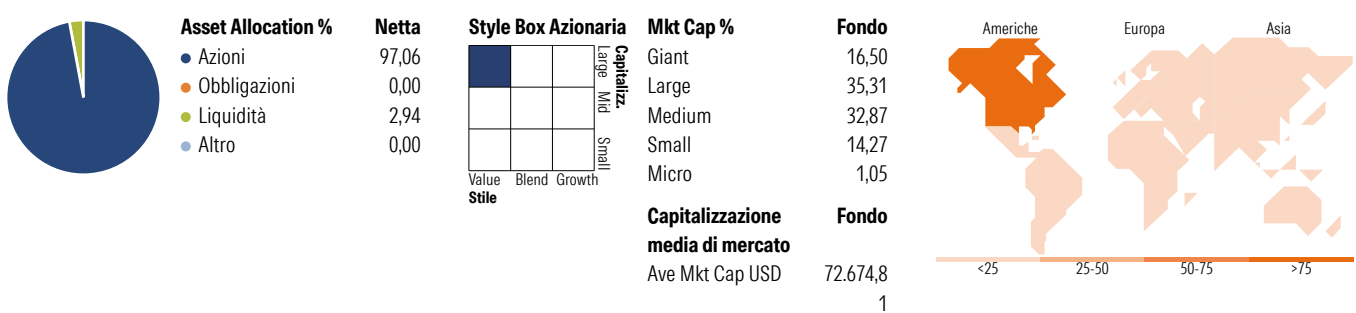 Asset Allocation % Netta
Azioni 97,06
Obbligazioni 0,00
Liquidità 2,94
Altro 0,00
Style Box Azionaria
Capitalizz.
Large Mid Small
Value Blend Growth
Stile
Mkt Cap % Fondo
Giant 16,50
Large 35,31
Medium 32,87
Small 14,27
Micro 1,05
Capitalizzazione Fondo
media di mercato
Ave Mkt Cap USD 72.674,8
1
Americhe Europa Asia
<25 25-50 50-75 >75